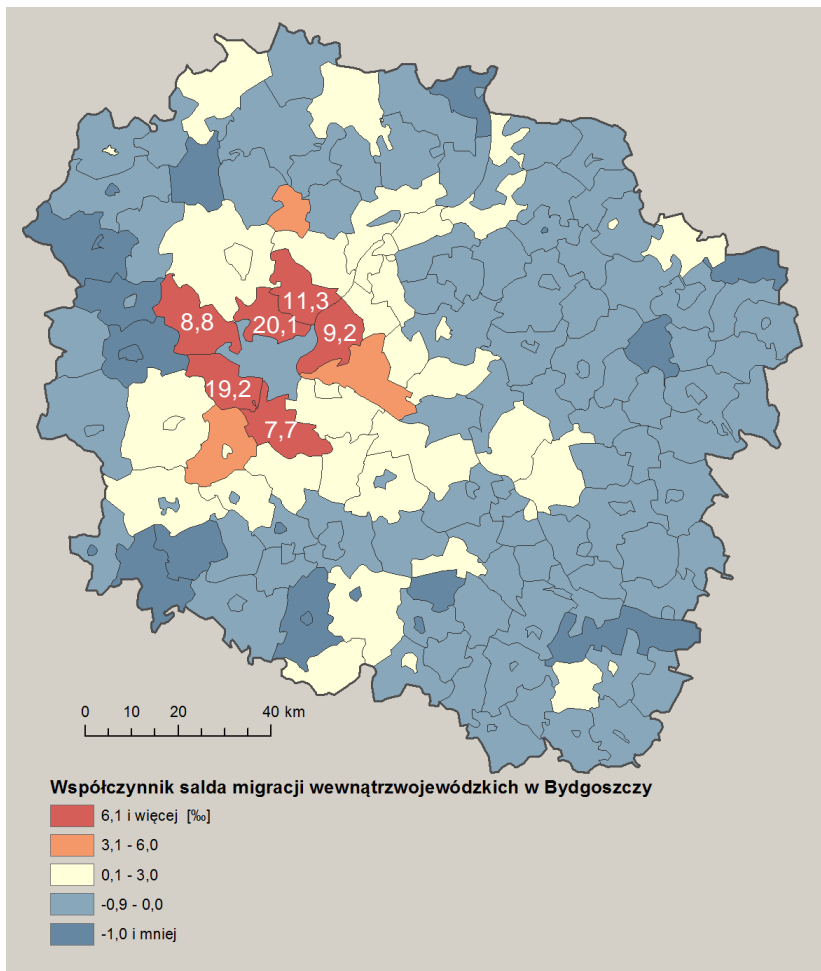 11,3
8,8
20,1
9,2
19,2
7,7
0 10 20 40 km
Współczynnik salda migracji wewnątrzwojewódzkich w Bydgoszczy
6,1 i więcej [‰]
3,1 - 6,0
0,1 - 3,0
-0,9 - 0,0
-1,0 i mniej